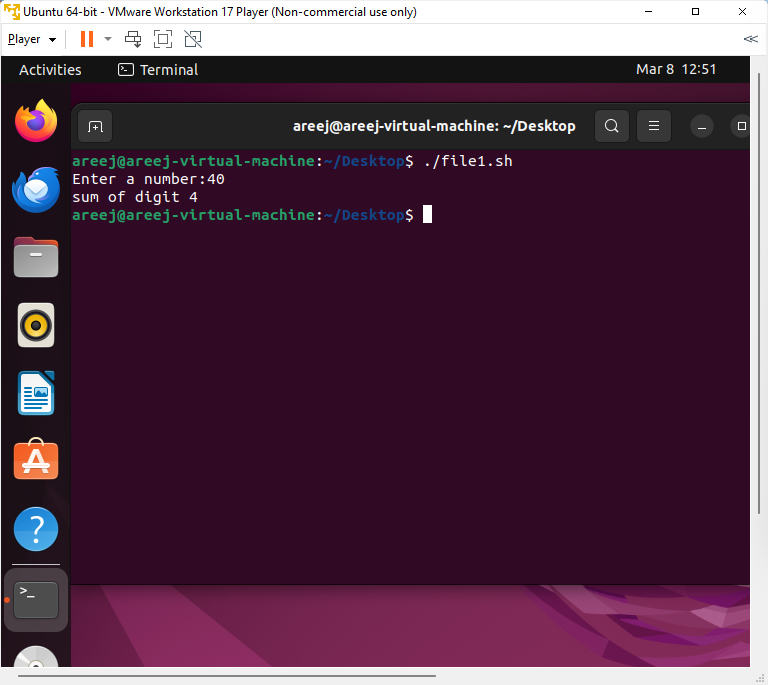 Ubuntu 64-bit - VMware Workstation 17 Player (Non-commercial use only)
Player
Activities
Terminal
Mar 8 12:51
areej@areej-virtual-machine: ~/Desktop
areej@areej-virtual-machine:~/Desktop$ ./file1.sh
Enter a number:40
sum of digit 4
areej@areej-virtual-machine:~/Desktop$